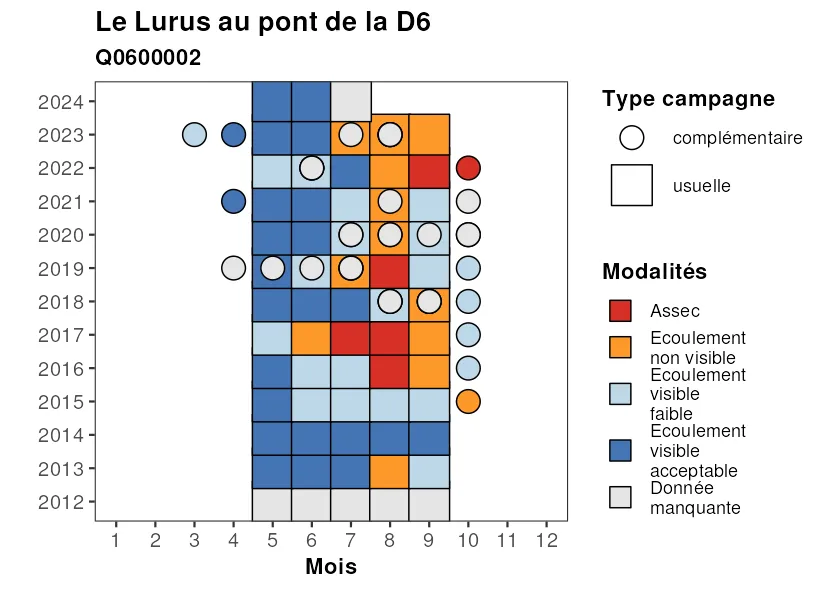 Le Lurus au pont de la D6
Q0600002
2024
2023
2022
2021
2020
2019
2018
2017
2016
2015
2014
2013
2012
1 2 3 4 5 6 7 8 9 10 11 12
Mois
Type campagne
complémentaire
usuelle
Modalités
Assec
Ecoulement
non visible
Ecoulement
visible
faible
Ecoulement
visible
acceptable
Donnée
manquante